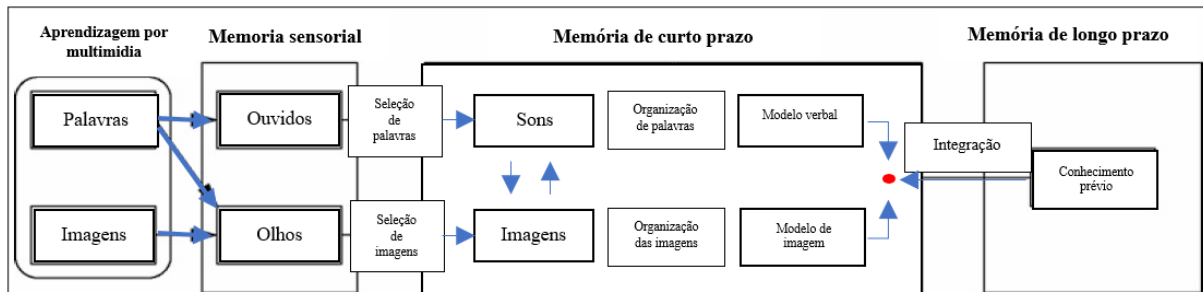 Aprendizagem por
multimidia
Memoria sensorial
Memória de curto prazo
Memória de longo prazo
Palavras
Ouvidos
Seleção
de
palavras
Sons
Organização
de palavras
Modelo verbal
Integração
Conhecimento
prévio
Imagens
Olhos
Seleção
de
imagens
Imagens
Organização
das imagens
Modelo de
imagem